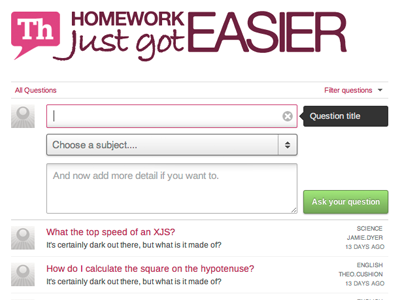 Th HOMEWORK
Just got EASIER
All Questions Filter questions
Question title
Choose a subject....
And now add more detail if you want.
Ask your question
What the top speed of an XJS? SCIENCE
It's certainly dark out there, but what is it made of? JAMIE.DYER
13 DAYS AGO
How do I calculate the square on the hypotenuse? ENGLISH
It's certainly dark out there, but what is it made of? THEO.CUSHION
13 DAYS AGO